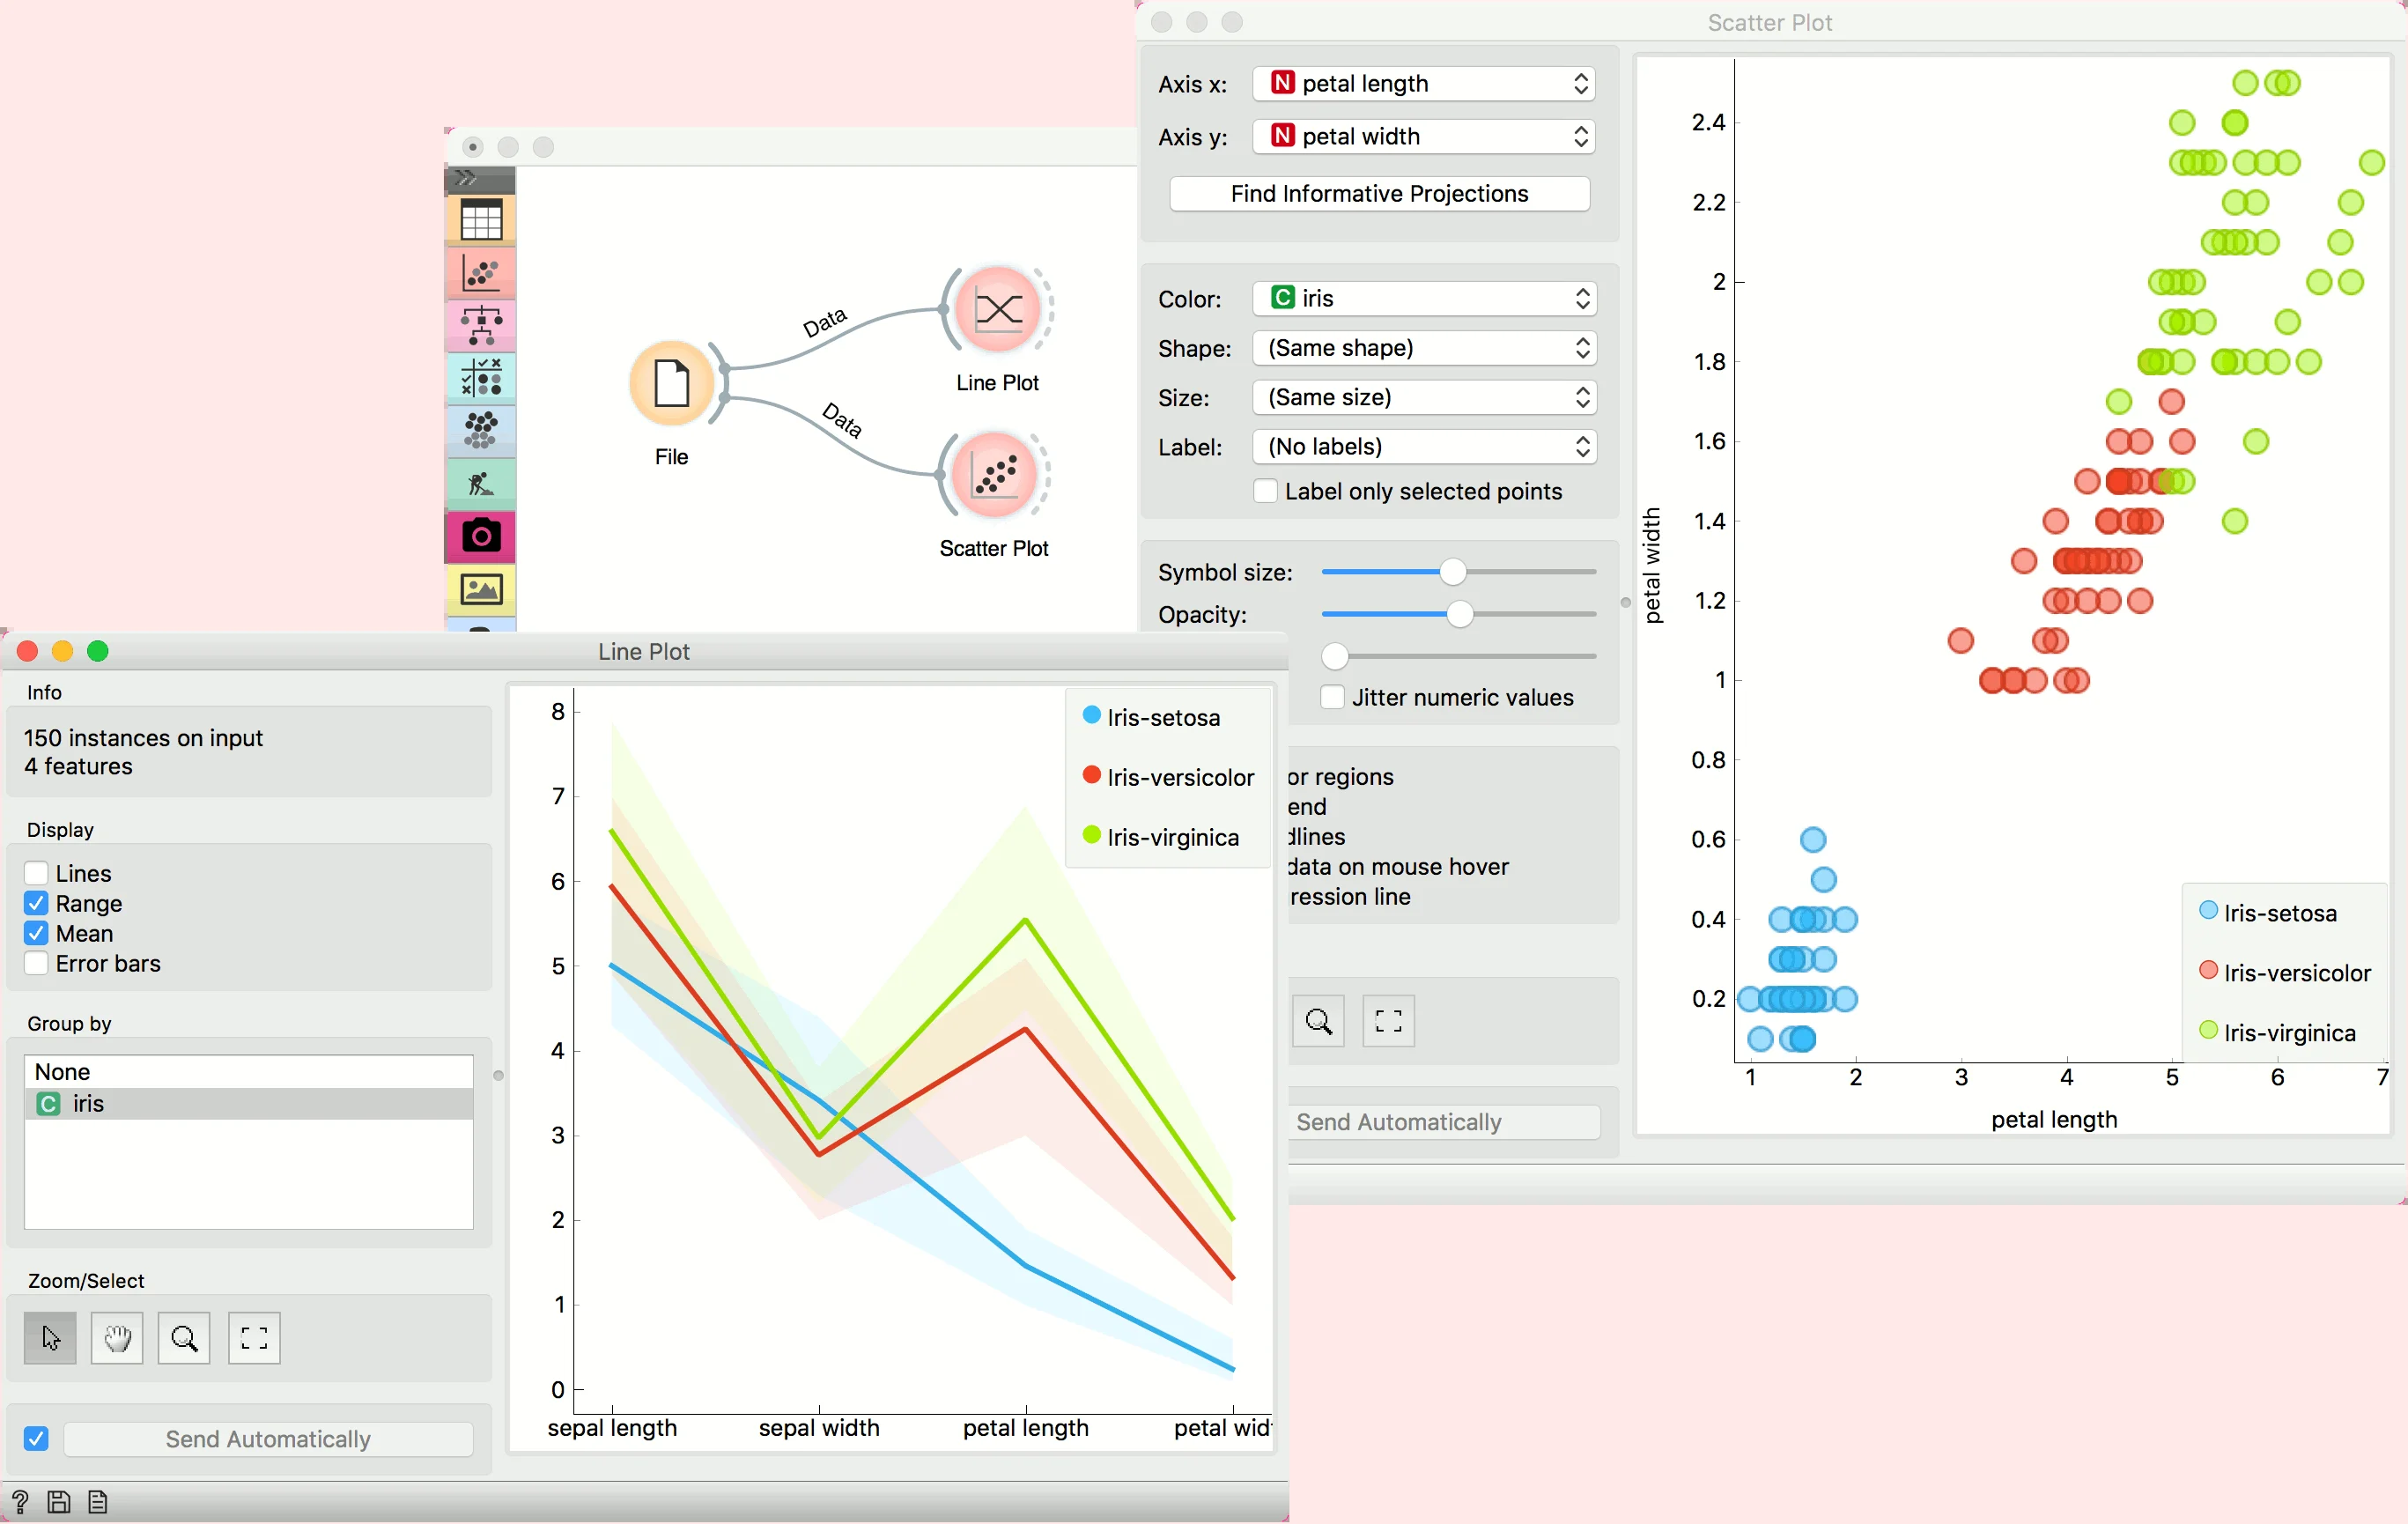 Scatter Plot
Axis x: N petal length
Axis y: N petal width
Find Informative Projections
Color: C iris
Shape: (Same shape)
Size: (Same size)
Label: (No labels)
Label only selected points
Symbol size:
Opacity:
Jitter numeric values
or regions
end
dlines
data on mouse hover
ression line
Send Automatically
petal width
2.4
2.2
2
1.8
1.6
1.4
1.2
1
0.8
0.6
0.4
0.2
1 2 3 4 5 6 7
petal length
Iris-setosa
Iris-versicolor
Iris-virginica
File
Data
Data
Line Plot
Scatter Plot
Line Plot
Info
150 instances on input
4 features
Display
Lines
Range
Mean
Error bars
Group by
None
C iris
Zoom/Select
Send Automatically
?
8
7
6
5
4
3
2
1
0
sepal length sepal width petal length petal wid
Iris-setosa
Iris-versicolor
Iris-virginica